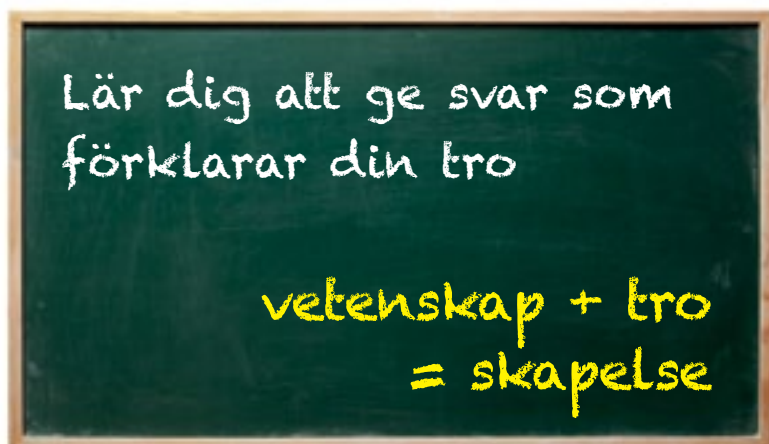 Lär dig att ge svar som
förklarar din tro
vetenskap + tro
= skapelse